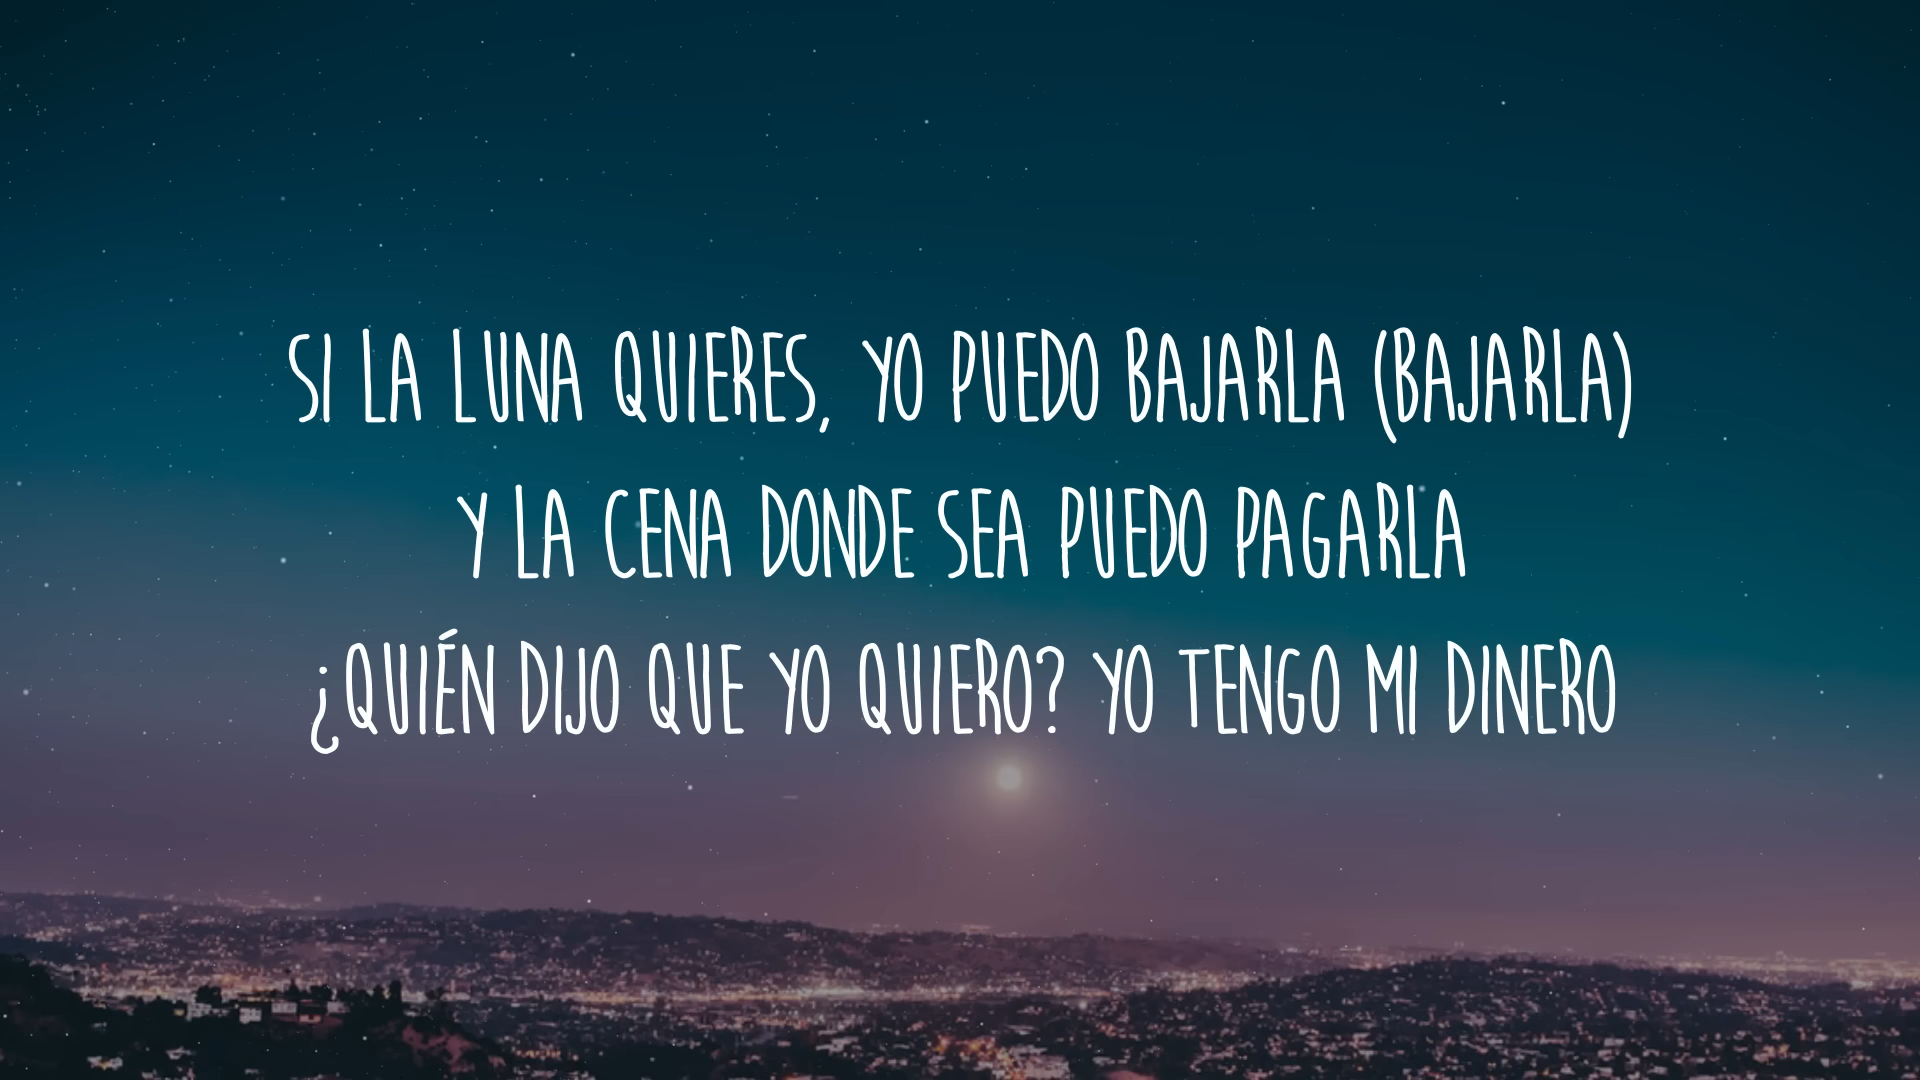 SI LA LUNA QUIERES, YO PUEDO BAJARLA (BAJARLA)
Y LA CENA DONDE SEA PUEDO PAGARLA
¿QUIÉN DIJO QUE YO QUIERO? YO TENGO MI DINERO